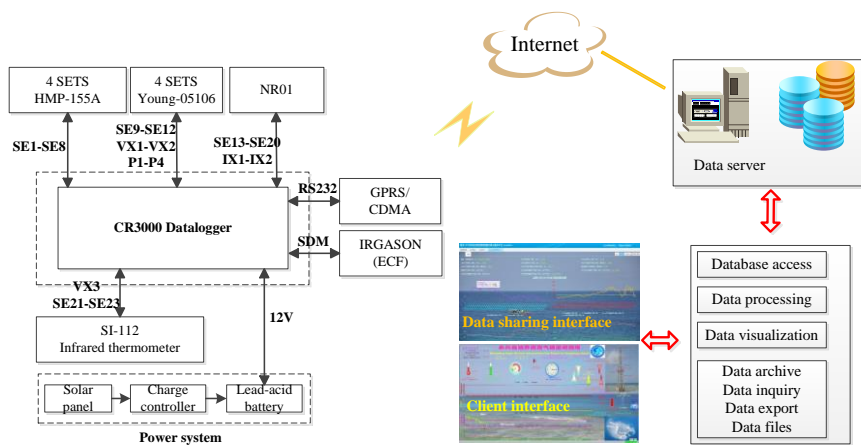 Internet
4 SETS
HMP-155A
4 SETS
Young-05106
NR01
SE1-SE8
SE9-SE12
VX1-VX2
P1-P4
SE13-SE20
IX1-IX2
Data server
CR3000 Datalogger
RS232
GPRS/
CDMA
SDM
IRGASON
(ECF)
VX3
SE21-SE23
12V
SI-112
Infrared thermometer
Solar
panel
Charge
controller
Lead-acid
battery
Power system
Data sharing interface
Client interface
Database access
Data processing
Data visualization
Data archive
Data inquiry
Data export
Data files